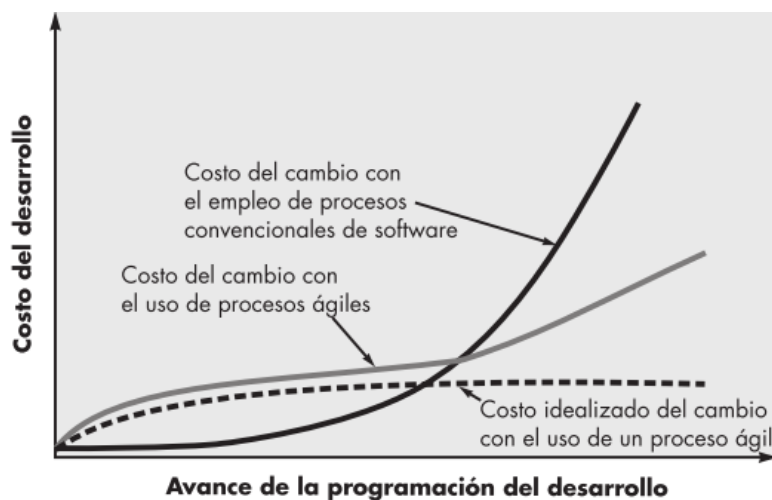 Costo del desarrollo
Costo del cambio con
el empleo de procesos
convencionales de software
Costo del cambio con
el uso de procesos ágiles
Costo idealizado del cambio
con el uso de un proceso ágil
Avance de la programación del desarrollo